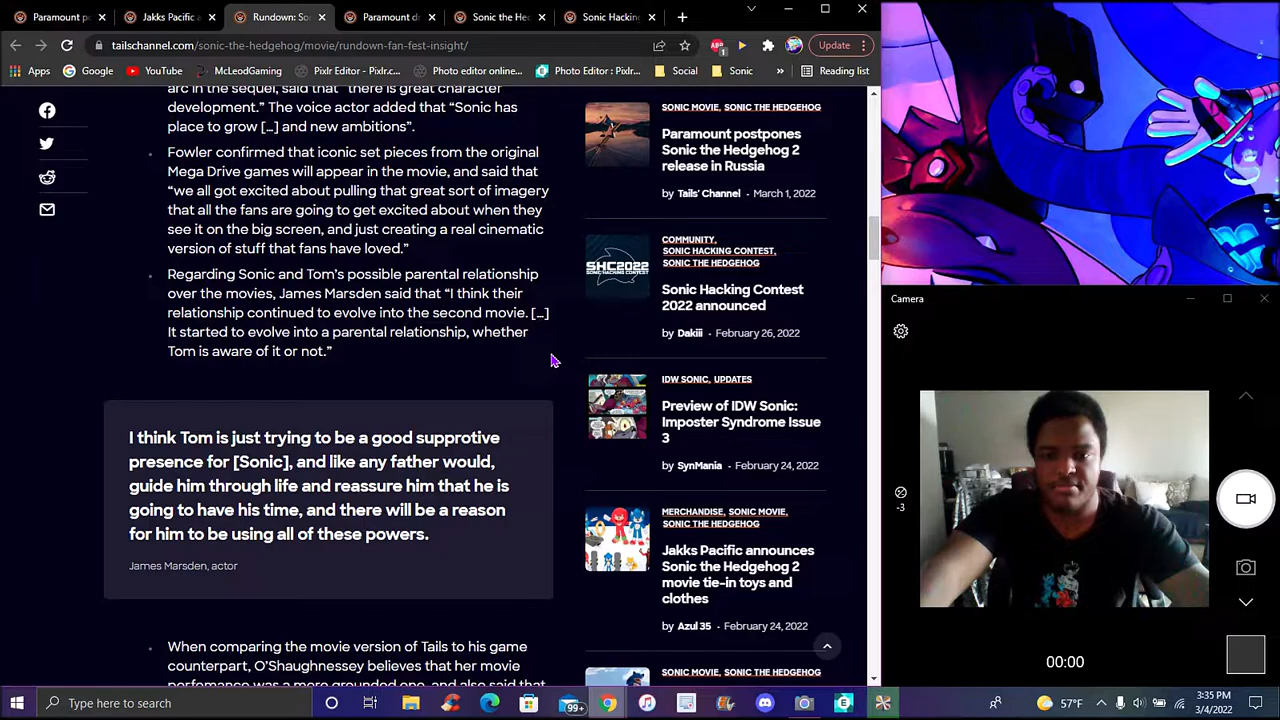 Paramount p
Jakks Pacific a
Rundown: So
Paramount d
Sonic the He
Sonic Hacking
tailschannel.com/sonic-the-hedgehog/movie/rundown-fan-fest-insight/
Update
Apps
Google
YouTube
McLeodGaming
Pixlr Editor - Pixlr.c...
Photo editor online...
Photo Editor : Pixlr...
Social
Sonic
»
Reading list
arc in the sequel, said that "there is great character
development." The voice actor added that "Sonic has
place to grow [...] and new ambitions".
Fowler confirmed that iconic set pieces from the original
Mega Drive games will appear in the movie, and said that
"we all got excited about pulling that great sort of imagery
that all the fans are going to get excited about when they
see it on the big screen, and just creating a real cinematic
version of stuff that fans have loved."
Regarding Sonic and Tom's possible parental relationship
over the movies, James Marsden said that "I think their
relationship continued to evolve into the second movie. [...]
It started to evolve into a parental relationship, whether
Tom is aware of it or not."
I think Tom is just trying to be a good supprotive
presence for [Sonic], and like any father would,
guide him through life and reassure him that he is
going to have his time, and there will be a reason
for him to be using all of these powers.
James Marsden, actor
When comparing the movie version of Tails to his game
counterpart, O'Shaughnessey believes that her movie
perfomance was a more grounded one, and also said that
SONIC MOVIE, SONIC THE HEDGEHOG
Paramount postpones
Sonic the Hedgehog 2
release in Russia
by Tails' Channel • March 1, 2022
SHC2022
SONIC HACKING CONTEST
COMMUNITY,
SONIC HACKING CONTEST,
SONIC THE HEDGEHOG
Sonic Hacking Contest
2022 announced
by Dakiii • February 26, 2022
IDW SONIC, UPDATES
Preview of IDW Sonic:
Imposter Syndrome Issue
3
by SynMania • February 24, 2022
MERCHANDISE, SONIC MOVIE,
SONIC THE HEDGEHOG
Jakks Pacific announces
Sonic the Hedgehog 2
movie tie-in toys and
clothes
by Azul 35 • February 24, 2022
SONIC MOVIE, SONIC THE HEDGEHOG
Camera
-3
00:00
Type here to search
99+
57°F
3:35 PM
3/4/2022